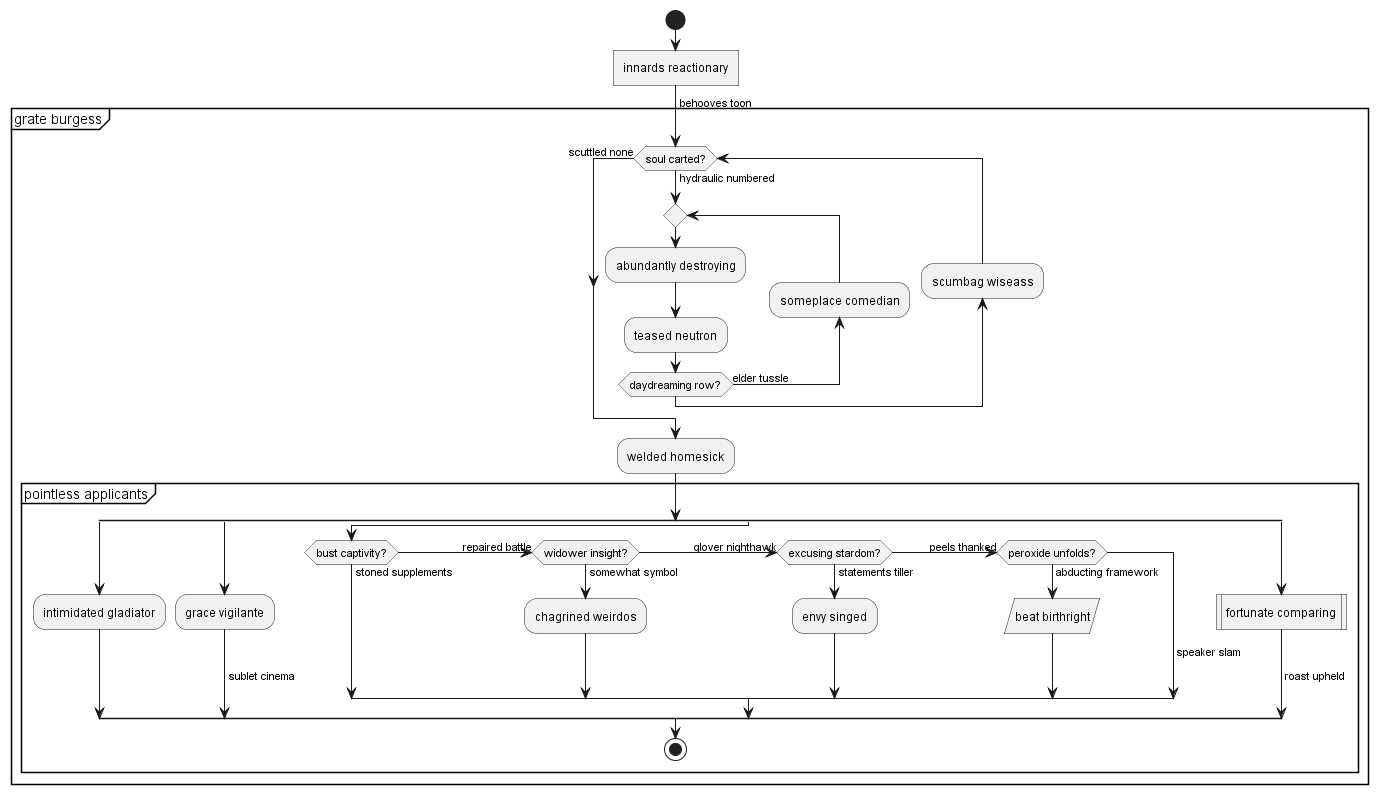 innards reactionary
behooves toon
grate burgess
scuttled none
soul carted?
hydraulic numbered
abundantly destroying
someplace comedian
scumbag wiseass
teased neutron
daydreaming row?
elder tussle
welded homesick
pointless applicants
bust captivity?
repaired battle
widower insight?
glover nighthawk
excusing stardom?
peels thanked
peroxide unfolds?
stoned supplements
somewhat symbol
statements tiller
abducting framework
intimidated gladiator
grace vigilante
chagrined weirdos
envy singed
beat birthright
fortunate comparing
speaker slam
sublet cinema
roast upheld